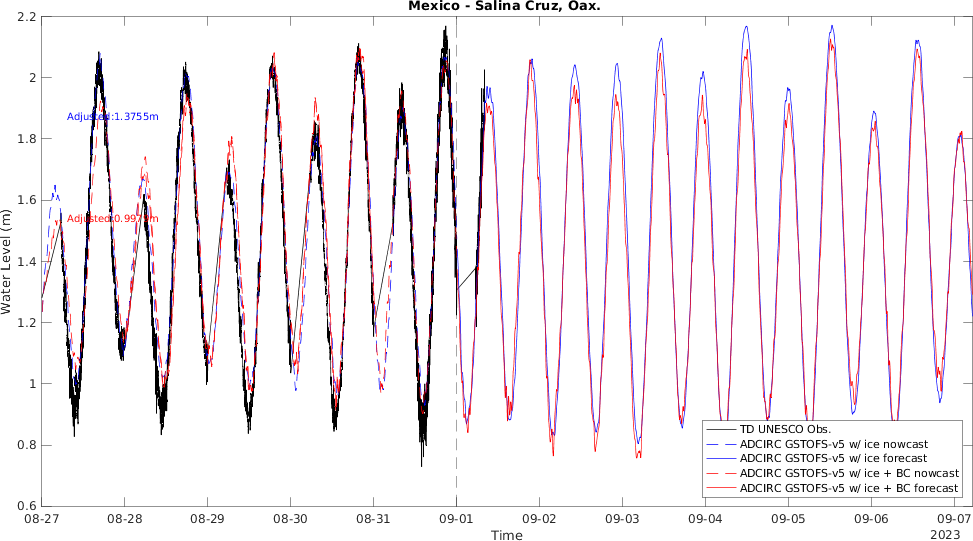 Mexico - Salina Cruz, Oax.
2.2
2
1.8
1.6
1.4
1.2
1
0.8
0.6
Water Level (m)
Adjusted:1.3755m
TD UNESCO Obs.
ADCIRC GSTOFS-v5 w/ ice nowcast
ADCIRC GSTOFS-v5 w/ ice forecast
ADCIRC GSTOFS-v5 w/ ice + BC nowcast
ADCIRC GSTOFS-v5 w/ ice + BC forecast
08-27 08-28 08-29 08-30 08-31 09-01 09-02 09-03 09-04 09-05 09-06 09-07
Time
2023